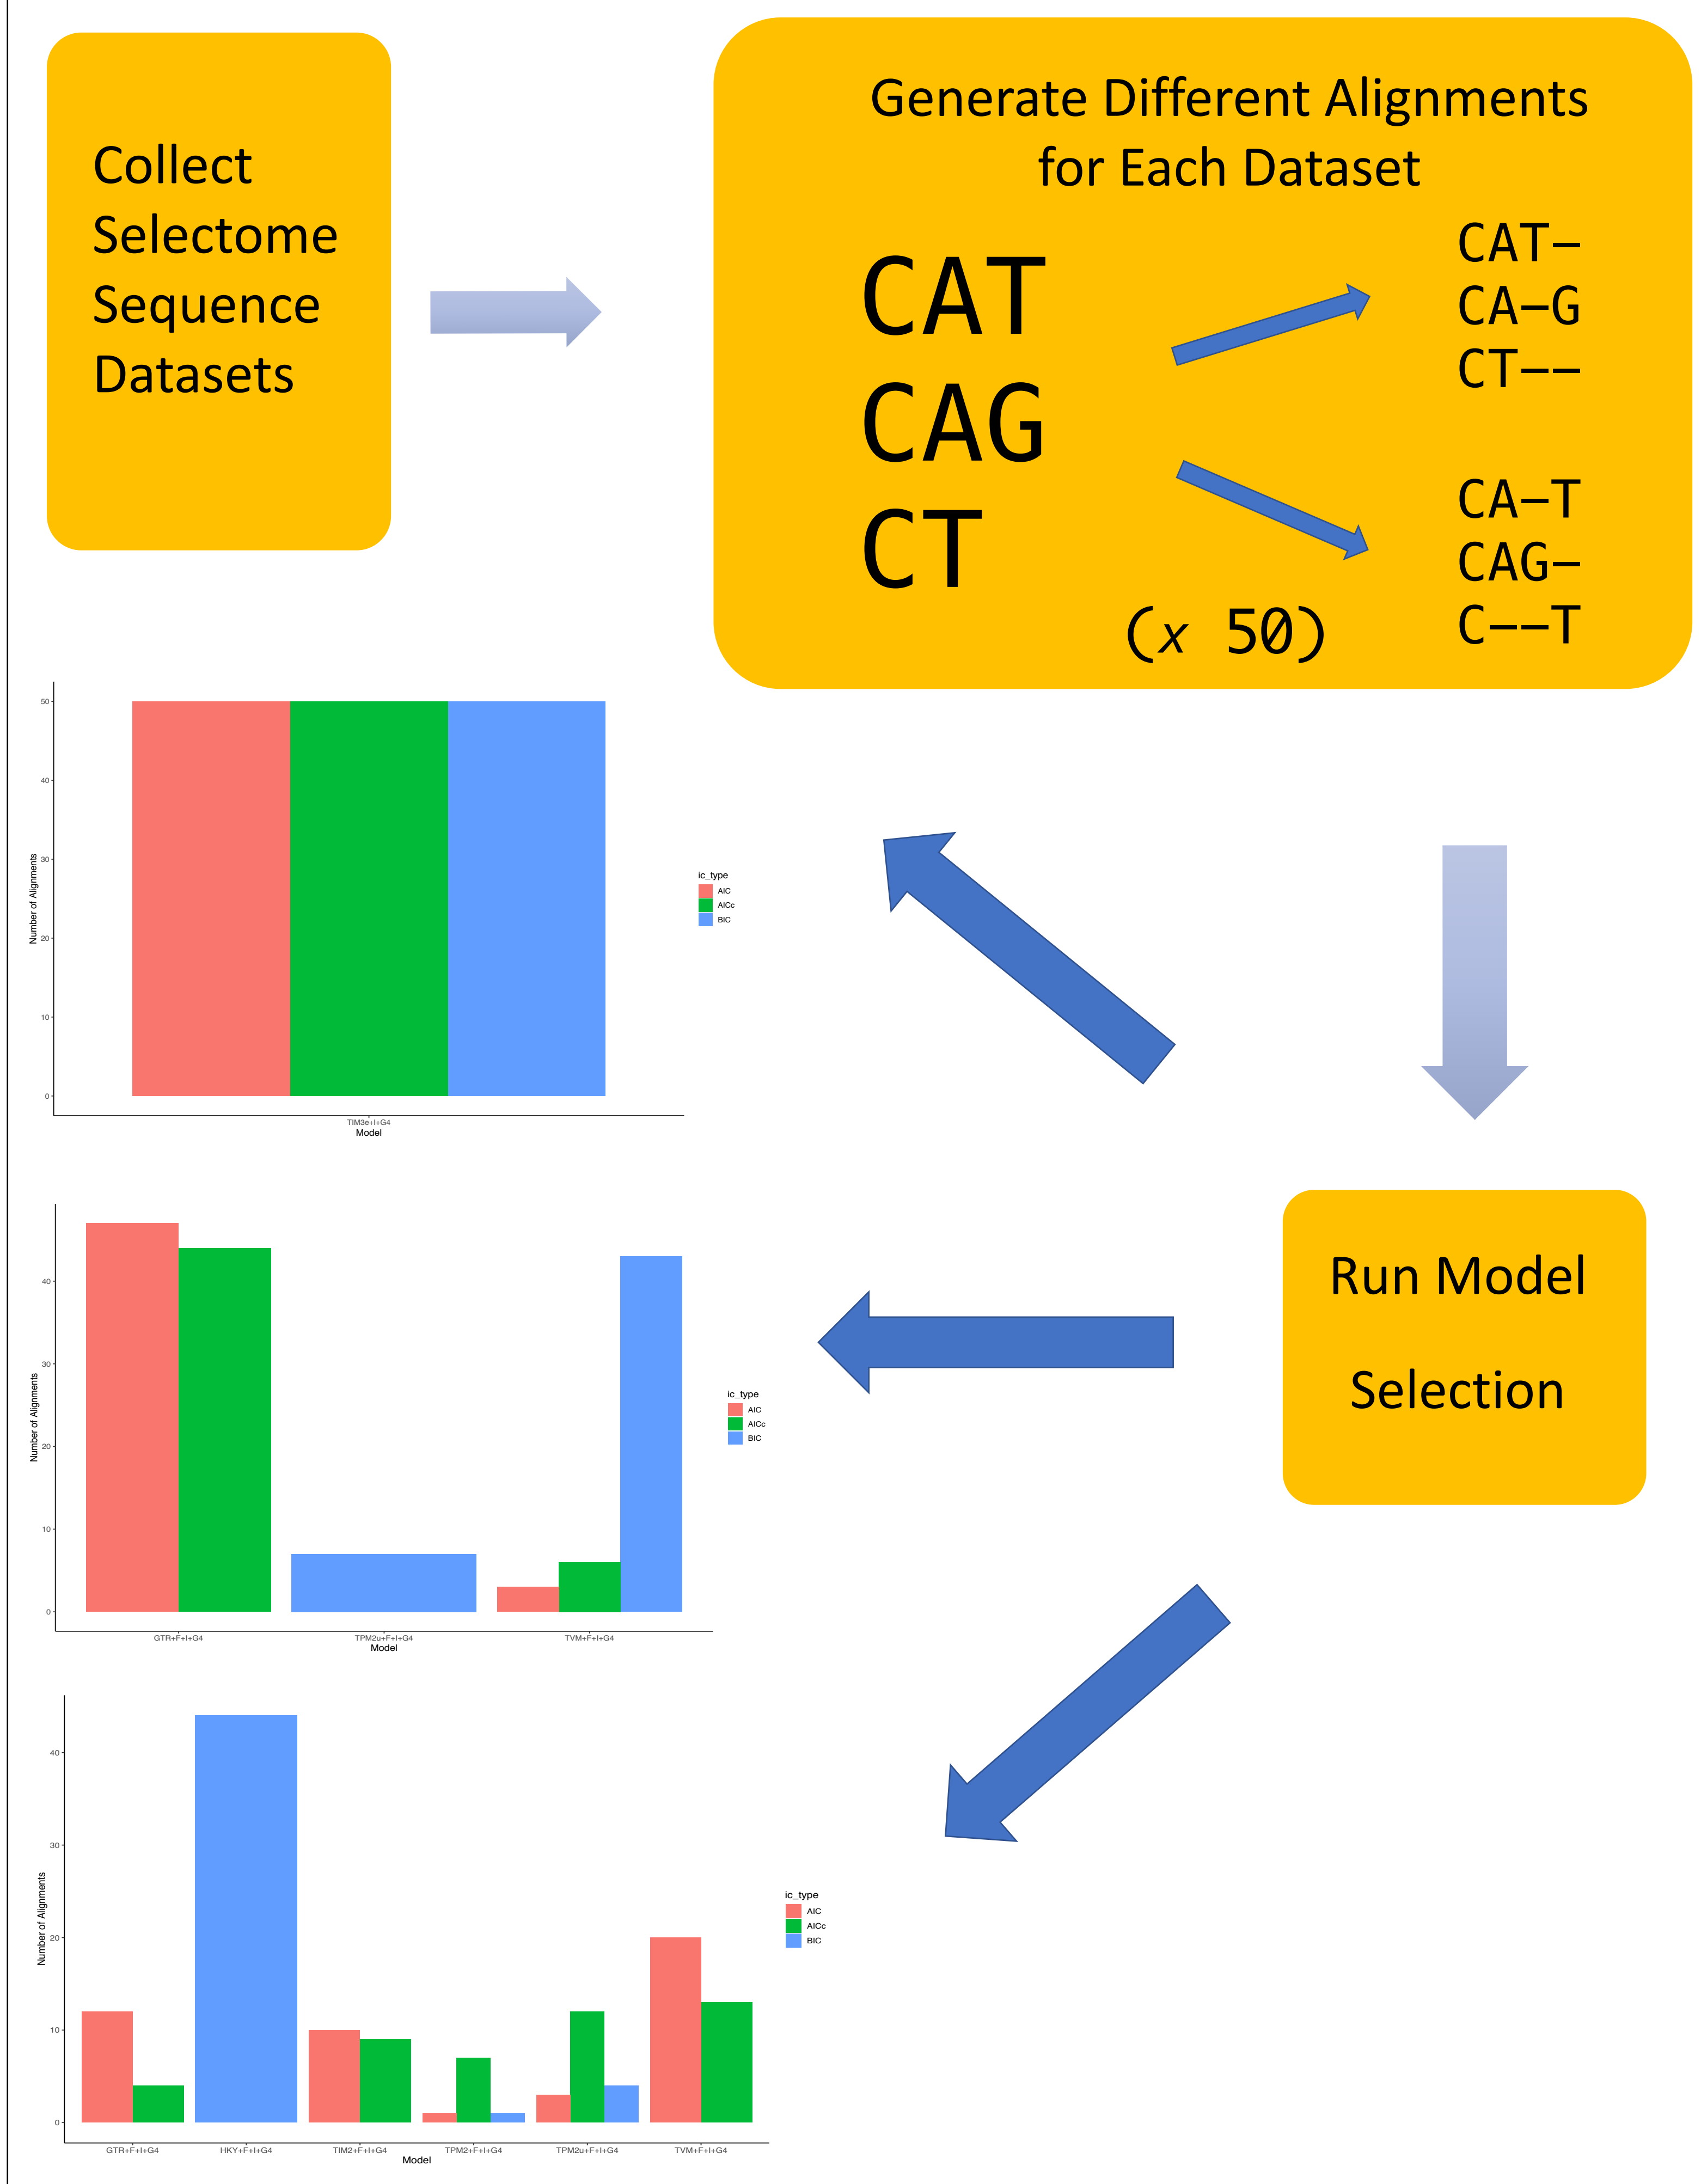 Collect
Selectome
Sequence
Datasets
Generate Different Alignments
for Each Dataset
CAT
CAG
CT
CAT–
CA–G
CT––
CA–T
CAG–
C––T
(x 50)
50
40
30
20
10
0
Number of Alignments
TIM3e+I+G4
Model
ic_type
AIC
AICc
BIC
Run Model
Selection
40
30
20
10
0
Number of Alignments
GTR+F+I+G4 TPM2u+F+I+G4 TVM+F+I+G4
Model
ic_type
AIC
AICc
BIC
40
30
20
10
0
Number of Alignments
GTR+F+I+G4 HKY+F+I+G4 TIM2+F+I+G4 TPM2+F+I+G4 TPM2u+F+I+G4 TVM+F+I+G4
Model
ic_type
AIC
AICc
BIC